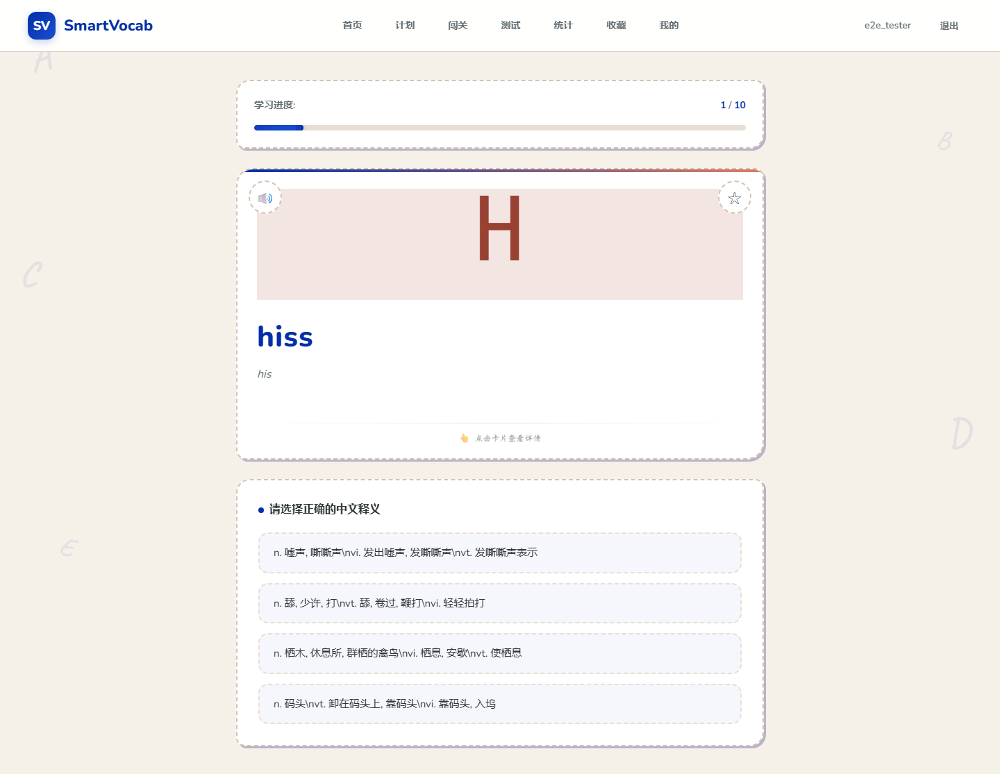 SV SmartVocab 首页 计划 闯关 测试 统计 收藏 我的 e2e_tester 退出
A
学习进度: 1 / 10
B
H
C
hiss
his
D
点击卡片查看详情
请选择正确的中文释义
E
n. 嘘声, 嘶嘶声\nvi. 发出嘘声, 发嘶嘶声\nvt. 发嘶嘶声表示
n. 舔, 少许, 打\nvt. 舔, 卷过, 鞭打\nvi. 轻轻拍打
n. 栖木, 休息所, 群栖的禽鸟\nvi. 栖息, 安歇\nvt. 使栖息
n. 码头\nvt. 卸在码头上, 靠码头\nvi. 靠码头, 入坞